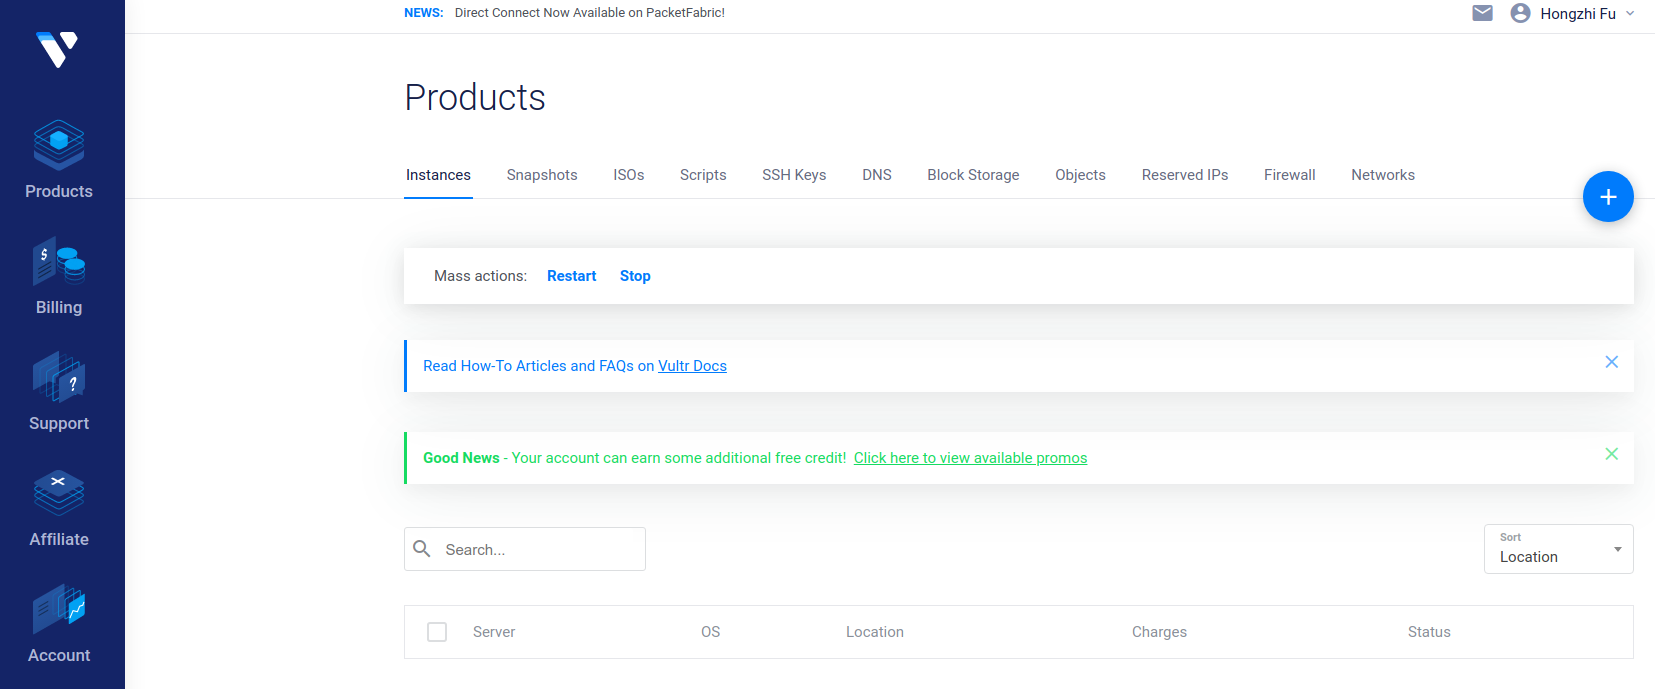 NEWS: Direct Connect Now Available on PacketFabric!
Hongzhi Fu
Products
Billing
Support
Affiliate
Account
Products
Instances Snapshots ISOs Scripts SSH Keys DNS Block Storage Objects Reserved IPs Firewall Networks
Mass actions: Restart Stop
Read How-To Articles and FAQs on Vultr Docs
Good News - Your account can earn some additional free credit! Click here to view available promos
Search...
Sort
Location
Server OS Location Charges Status